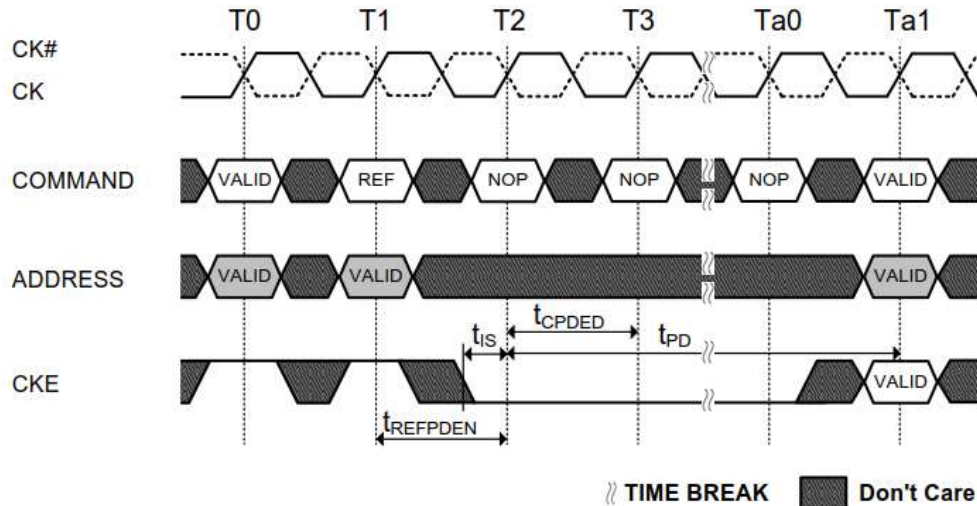 T0 T1 T2 T3 Ta0 Ta1
CK#
CK
COMMAND VALID REF NOP NOP NOP VALID
ADDRESS VALID VALID VALID
tCPDED
tIS tPD
CKE VALID
tREFPDEN
TIME BREAK Don't Care